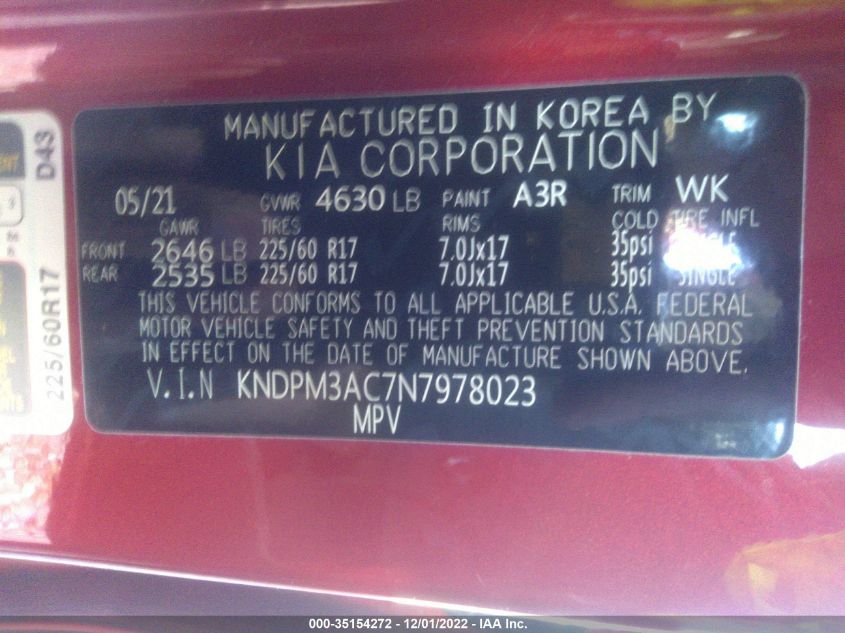 MANUFACTURED IN KOREA BY
KIA CORPORATION
05/21 GVWR 4630 LB PAINT A3R TRIM WK
GAWR TIRES RIMS COLD TIRE INFL
FRONT 2646 LB 225/60 R17 7.0Jx17 35psi
REAR 2535 LB 225/60 R17 7.0Jx17 35psi SINGLE
THIS VEHICLE CONFORMS TO ALL APPLICABLE U.S.A. FEDERAL
MOTOR VEHICLE SAFETY AND THEFT PREVENTION STANDARDS
IN EFFECT ON THE DATE OF MANUFACTURE SHOWN ABOVE.
V.I.N KNDPM3AC7N7978023
MPV
D43
225/60R17
000-35154272 - 12/01/2022 - IAA Inc.